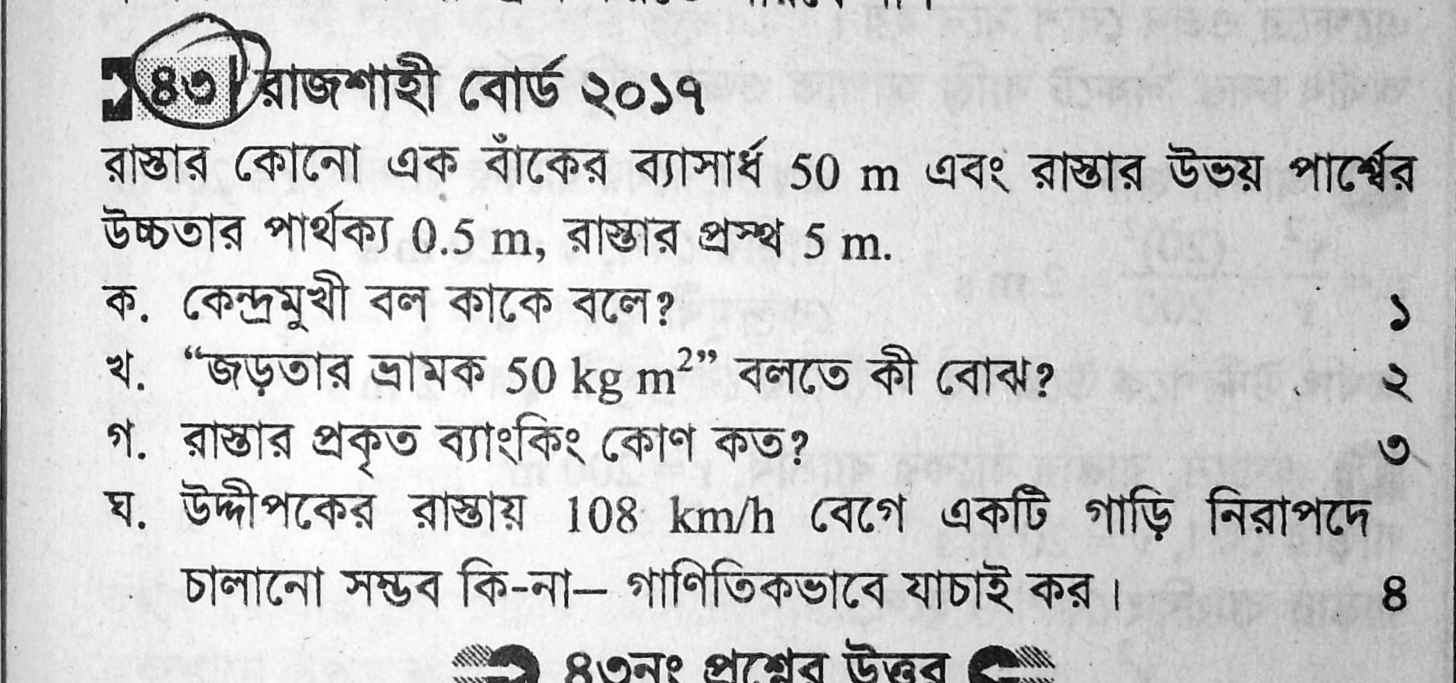 ৪৩ রাজশাহী বোর্ড ২০১৭
রাস্তার কোনো এক বাঁকের ব্যাসার্ধ 50 m এবং রাস্তার উভয় পার্শ্বের
উচ্চতার পার্থক্য 0.5 m, রাস্তার প্রস্থ 5 m.
ক. কেন্দ্রমুখী বল কাকে বলে? ১
খ. “জড়তার ভ্রামক 50 kg m²” বলতে কী বোঝ? ২
গ. রাস্তার প্রকৃত ব্যাংকিং কোণ কত? ৩
ঘ. উদ্দীপকের রাস্তায় 108 km/h বেগে একটি গাড়ি নিরাপদে
চালানো সম্ভব কি-না— গাণিতিকভাবে যাচাই কর। ৪
৪৩নং প্রশ্নের উত্তর